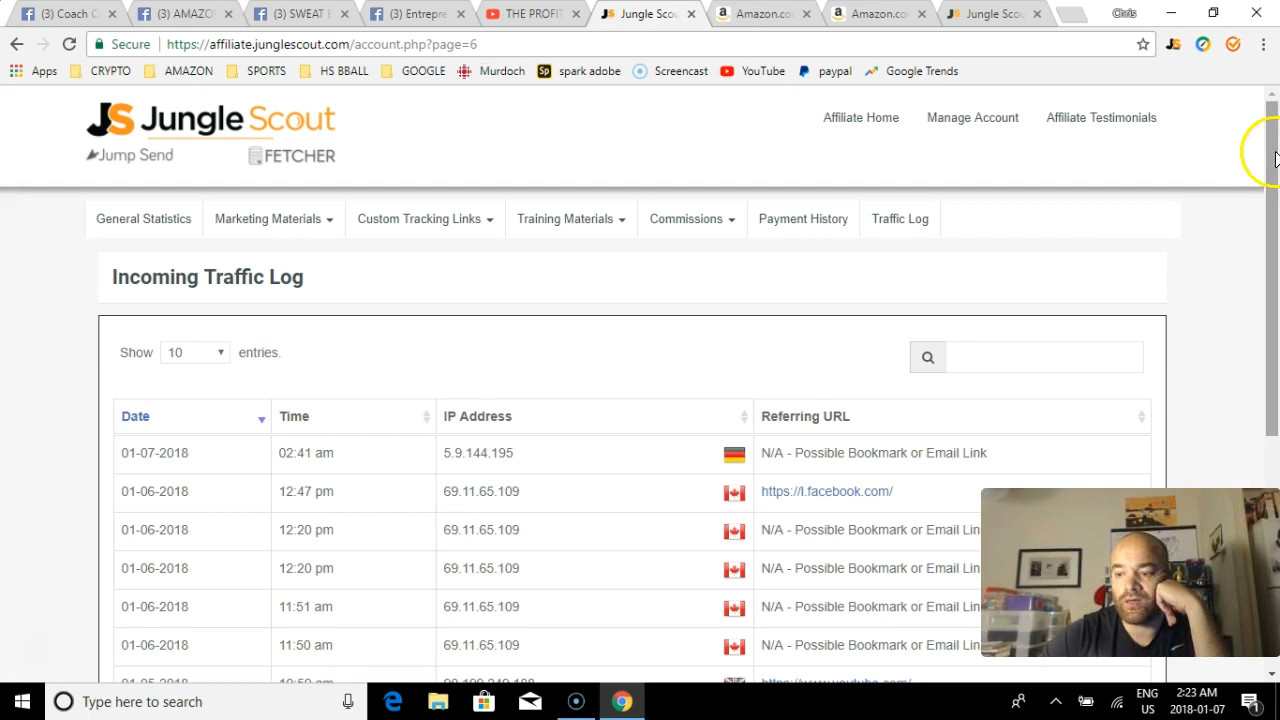 (3) Coach C
(3) AMAZO
(3) SWEAT E
(3) Entrepre
THE PROFIT
Jungle Scou
Amazon.com
Amazon.com
Jungle Scou
Chris
Secure
https://affiliate.junglescout.com/account.php?page=6
Apps
CRYPTO
AMAZON
SPORTS
HS BBALL
GOOGLE
Murdoch
Sp spark adobe
Screencast
YouTube
paypal
Google Trends
JS Jungle Scout
Jump Send
FETCHER
Affiliate Home
Manage Account
Affiliate Testimonials
General Statistics
Marketing Materials
Custom Tracking Links
Training Materials
Commissions
Payment History
Traffic Log
Incoming Traffic Log
Show 10 entries.
Date Time IP Address Referring URL
01-07-2018 02:41 am 5.9.144.195 N/A - Possible Bookmark or Email Link
01-06-2018 12:47 pm 69.11.65.109 https://l.facebook.com/
01-06-2018 12:20 pm 69.11.65.109 N/A - Possible Bookmark or Email Lin
01-06-2018 12:20 pm 69.11.65.109 N/A - Possible Bookmark or Email Lin
01-06-2018 11:51 am 69.11.65.109 N/A - Possible Bookmark or Email Lin
01-06-2018 11:50 am 69.11.65.109 N/A - Possible Bookmark or Email Lin
Type here to search
ENG
US
2:23 AM
2018-01-07
1